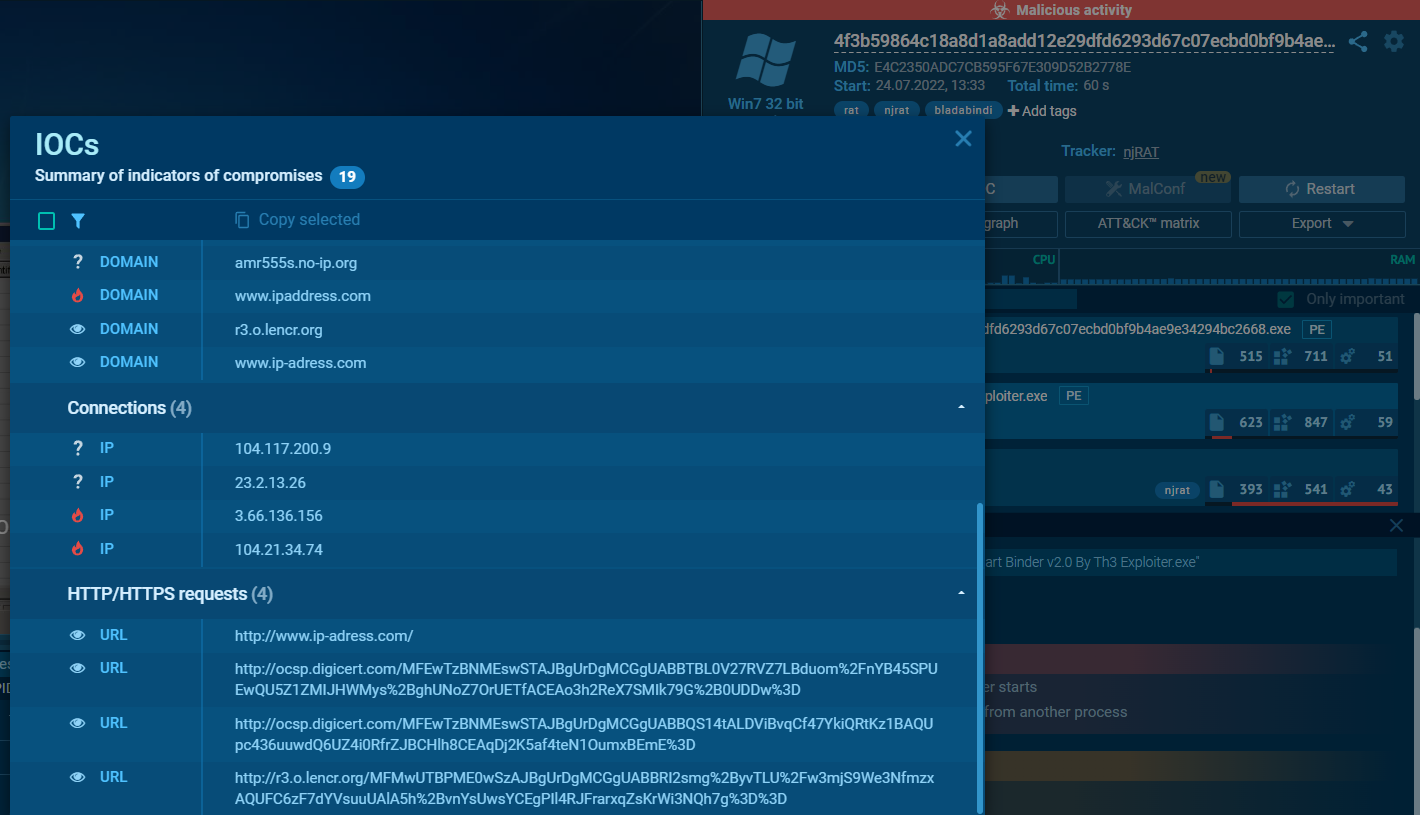 Malicious activity
4f3b59864c18a8d1a8add12e29dfd6293d67c07ecbd0bf9b4ae...
MD5: E4C2350ADC7CB595F67E309D52B2778E
Start: 24.07.2022, 13:33 Total time: 60 s
Win7 32 bit
rat njrat bladabindi Add tags
Tracker: njRAT
C MalConf new Restart
graph ATT&CK™ matrix Export
CPU RAM
Only important
dfd6293d67c07ecbd0bf9b4ae9e34294bc2668.exe PE
515 711 51
ploiter.exe PE
623 847 59
njrat 393 541 43
art Binder v2.0 By Th3 Exploiter.exe"
er starts
from another process
IOCs
Summary of indicators of compromises 19
Copy selected
? DOMAIN amr555s.no-ip.org
DOMAIN www.ipaddress.com
DOMAIN r3.o.lencr.org
DOMAIN www.ip-adress.com
Connections (4)
? IP 104.117.200.9
? IP 23.2.13.26
IP 3.66.136.156
IP 104.21.34.74
HTTP/HTTPS requests (4)
URL http://www.ip-adress.com/
URL http://ocsp.digicert.com/MFEwTzBNMEswSTAJBgUrDgMCGgUABBTBL0V27RVZ7LBduom%2FnYB45SPU
EwQU5Z1ZMIJHWMys%2BghUNoZ7OrUETfACEAo3h2ReX7SMIk79G%2B0UDDw%3D
URL http://ocsp.digicert.com/MFEwTzBNMEswSTAJBgUrDgMCGgUABBQS14tALDViBvqCf47YkiQRtKz1BAQU
pc436uuwdQ6UZ4i0RfrZJBCHlh8CEAqDj2K5af4teN1OumxBEmE%3D
URL http://r3.o.lencr.org/MFMwUTBPME0wSzAJBgUrDgMCGgUABBRI2smg%2ByvTLU%2Fw3mjS9We3Nfmzx
AQUFC6zF7dYVsuuUAlA5h%2BvnYsUwsYCEgPIl4RJFrarxqZsKrWi3NQh7g%3D%3D